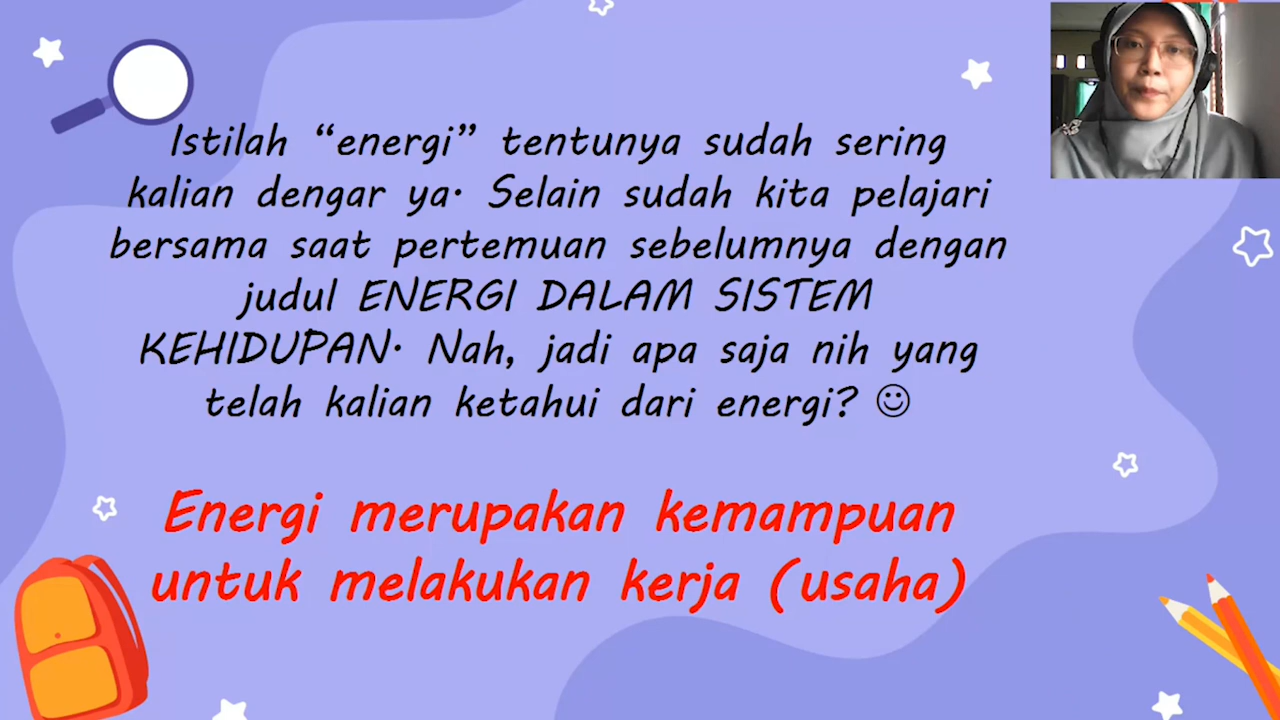 Istilah “energi” tentunya sudah sering
kalian dengar ya. Selain sudah kita pelajari
bersama saat pertemuan sebelumnya dengan
judul ENERGI DALAM SISTEM
KEHIDUPAN. Nah, jadi apa saja nih yang
telah kalian ketahui dari energi? ☺
Energi merupakan kemampuan
untuk melakukan kerja (usaha)